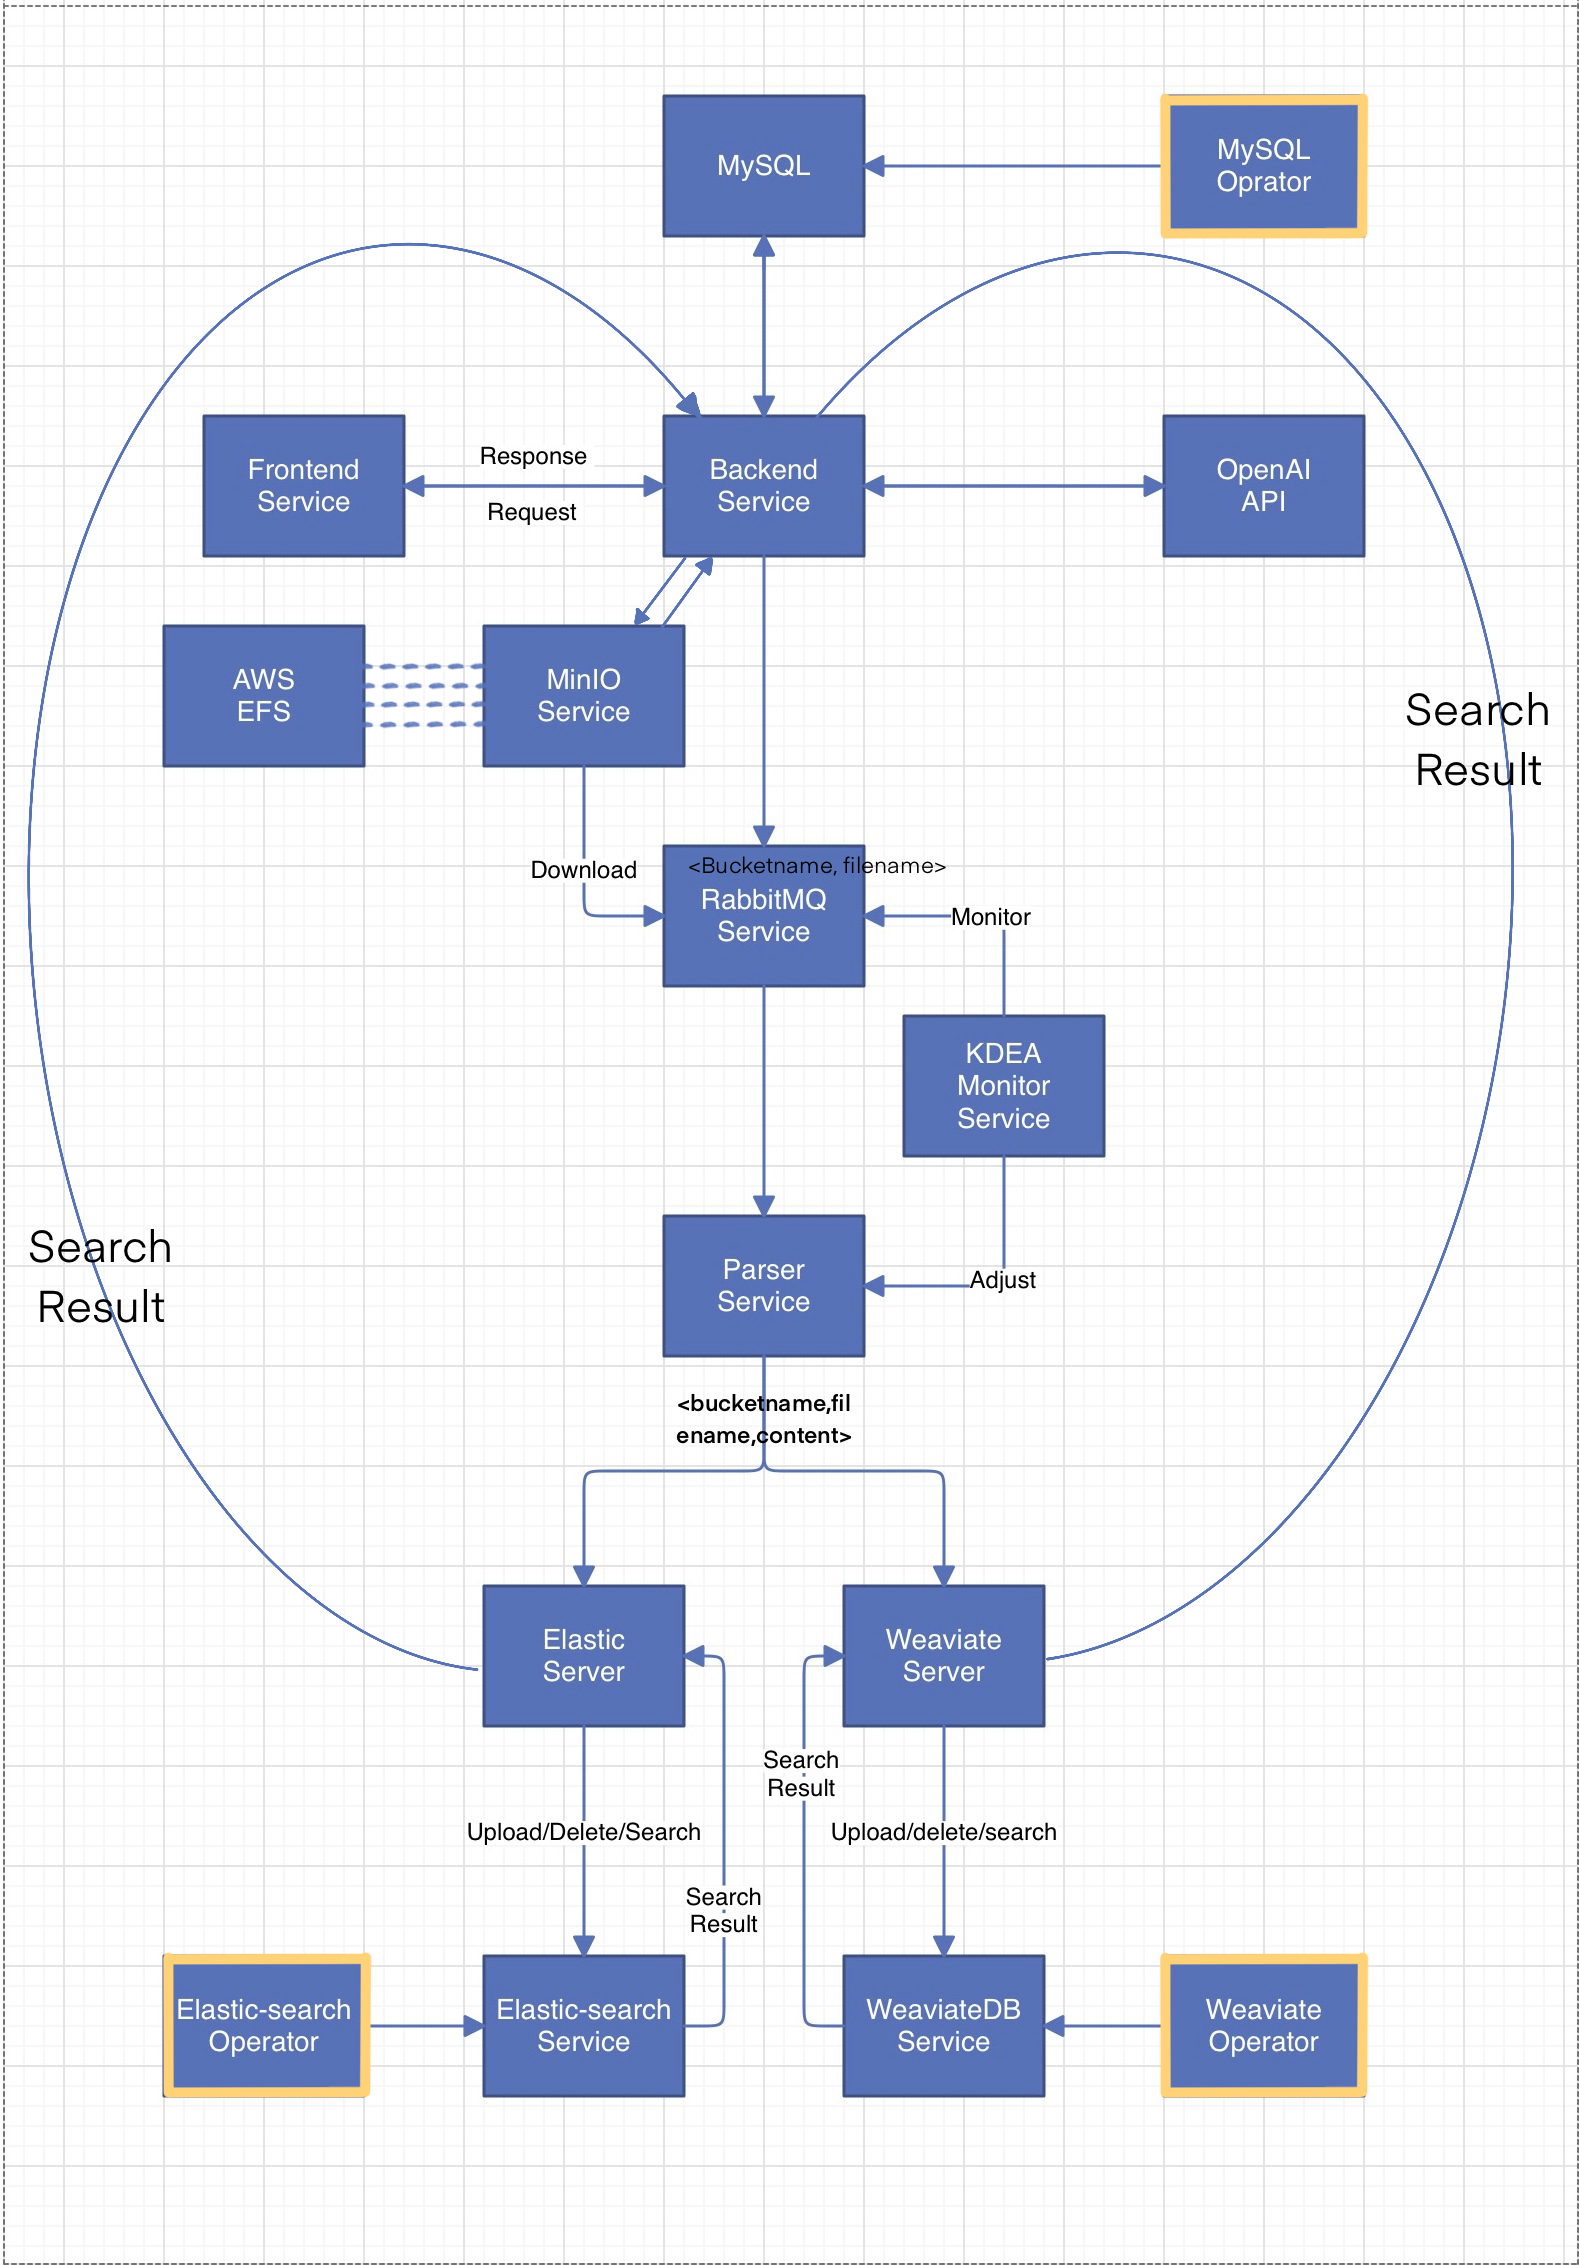 MySQL
MySQL
Oprator
Frontend
Service
Response
Request
Backend
Service
OpenAI
API
AWS
EFS
MinIO
Service
Search
Result
Download
<Bucketname, filename>
RabbitMQ
Service
Monitor
KDEA
Monitor
Service
Search
Result
Parser
Service
Adjust
<bucketname,fil
ename,content>
Elastic
Server
Weaviate
Server
Search
Result
Upload/Delete/Search
Upload/delete/search
Search
Result
Elastic-search
Operator
Elastic-search
Service
WeaviateDB
Service
Weaviate
Operator